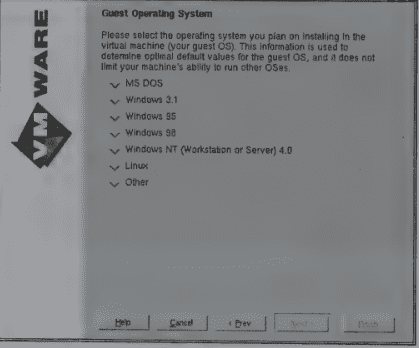 VMWARE
Guest Operating System
Please select the operating system you plan on installing in the
virtual machine (your guest OS). This information is used to
determine optimal default values for the guest OS, and it does not
limit your machine's ability to run other OSes.
MS DOS
Windows 3.1
Windows 95
Windows 98
Windows NT (Workstation or Server) 4.0
Linux
Other
Help
Cancel
< Prev
Next >
Finish